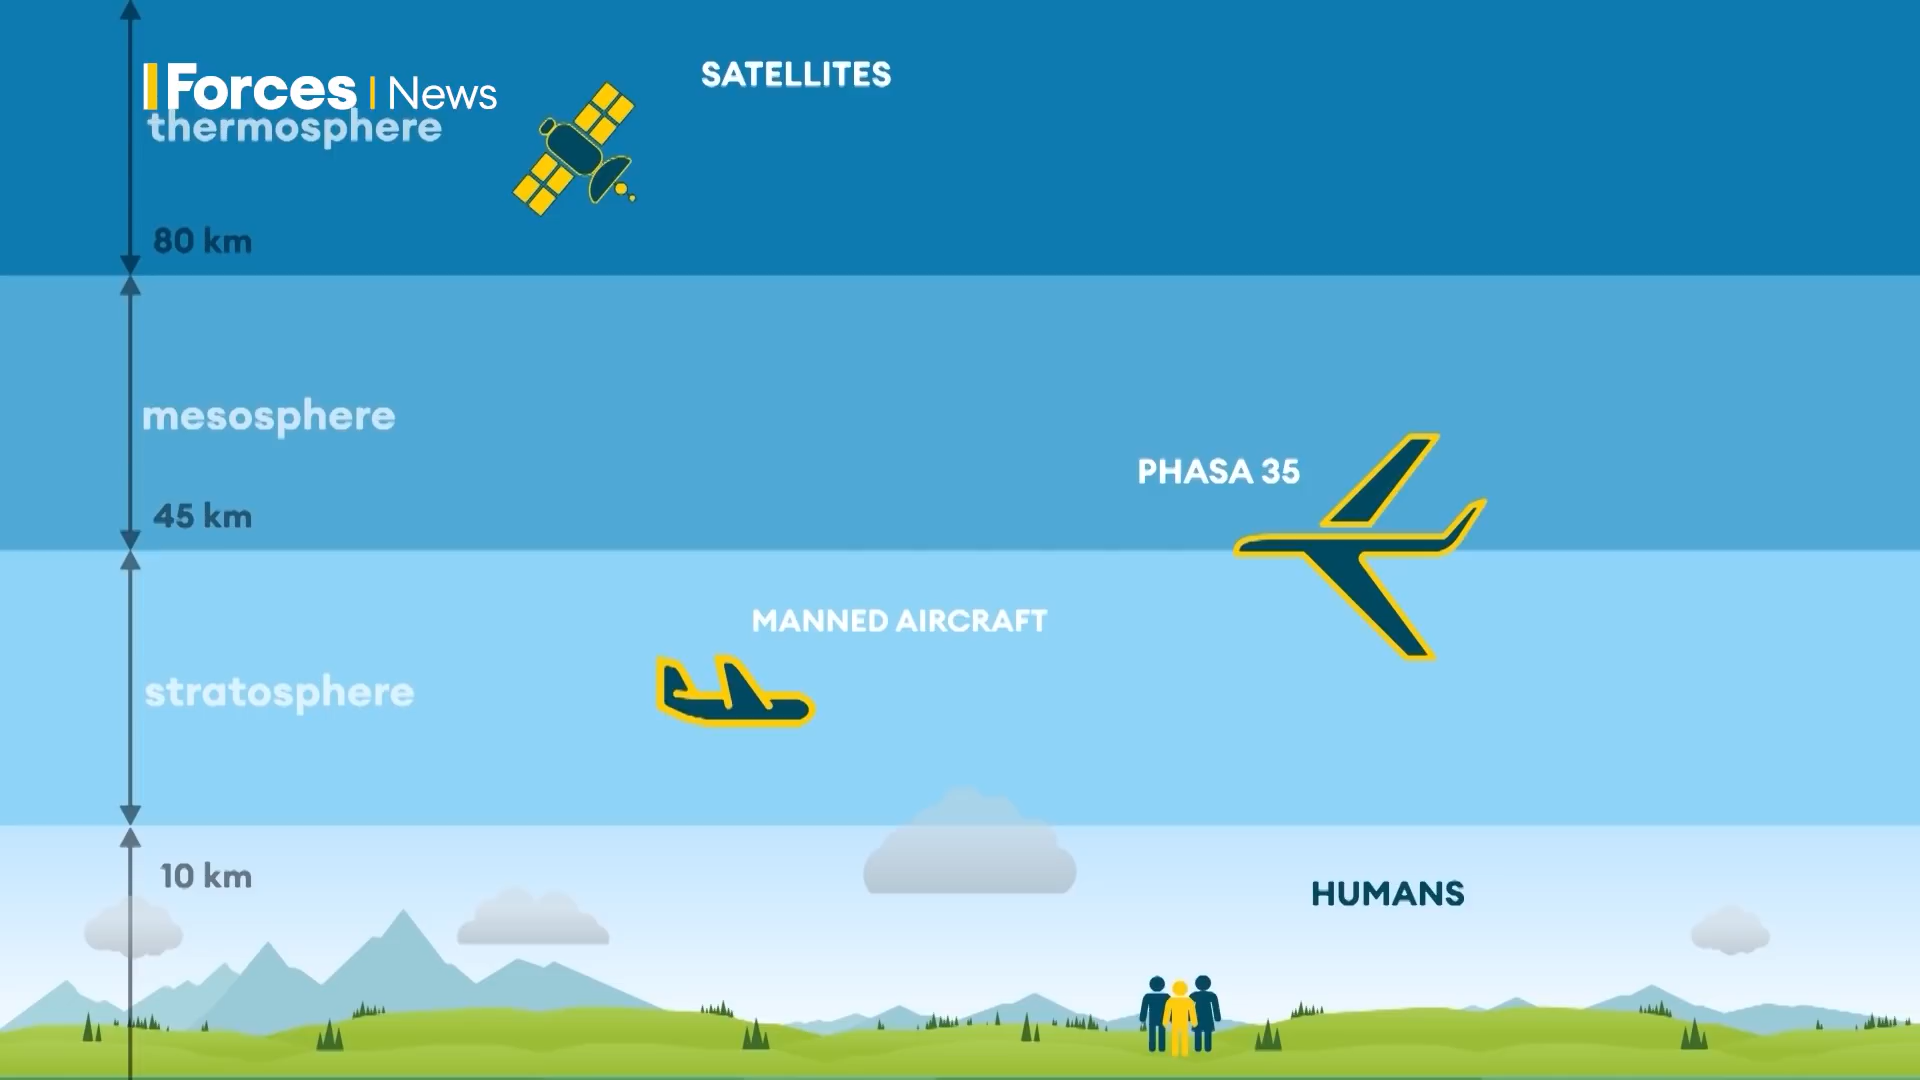 Forces | News
SATELLITES
thermosphere
80 km
mesosphere
PHASA 35
45 km
MANNED AIRCRAFT
stratosphere
10 km
HUMANS